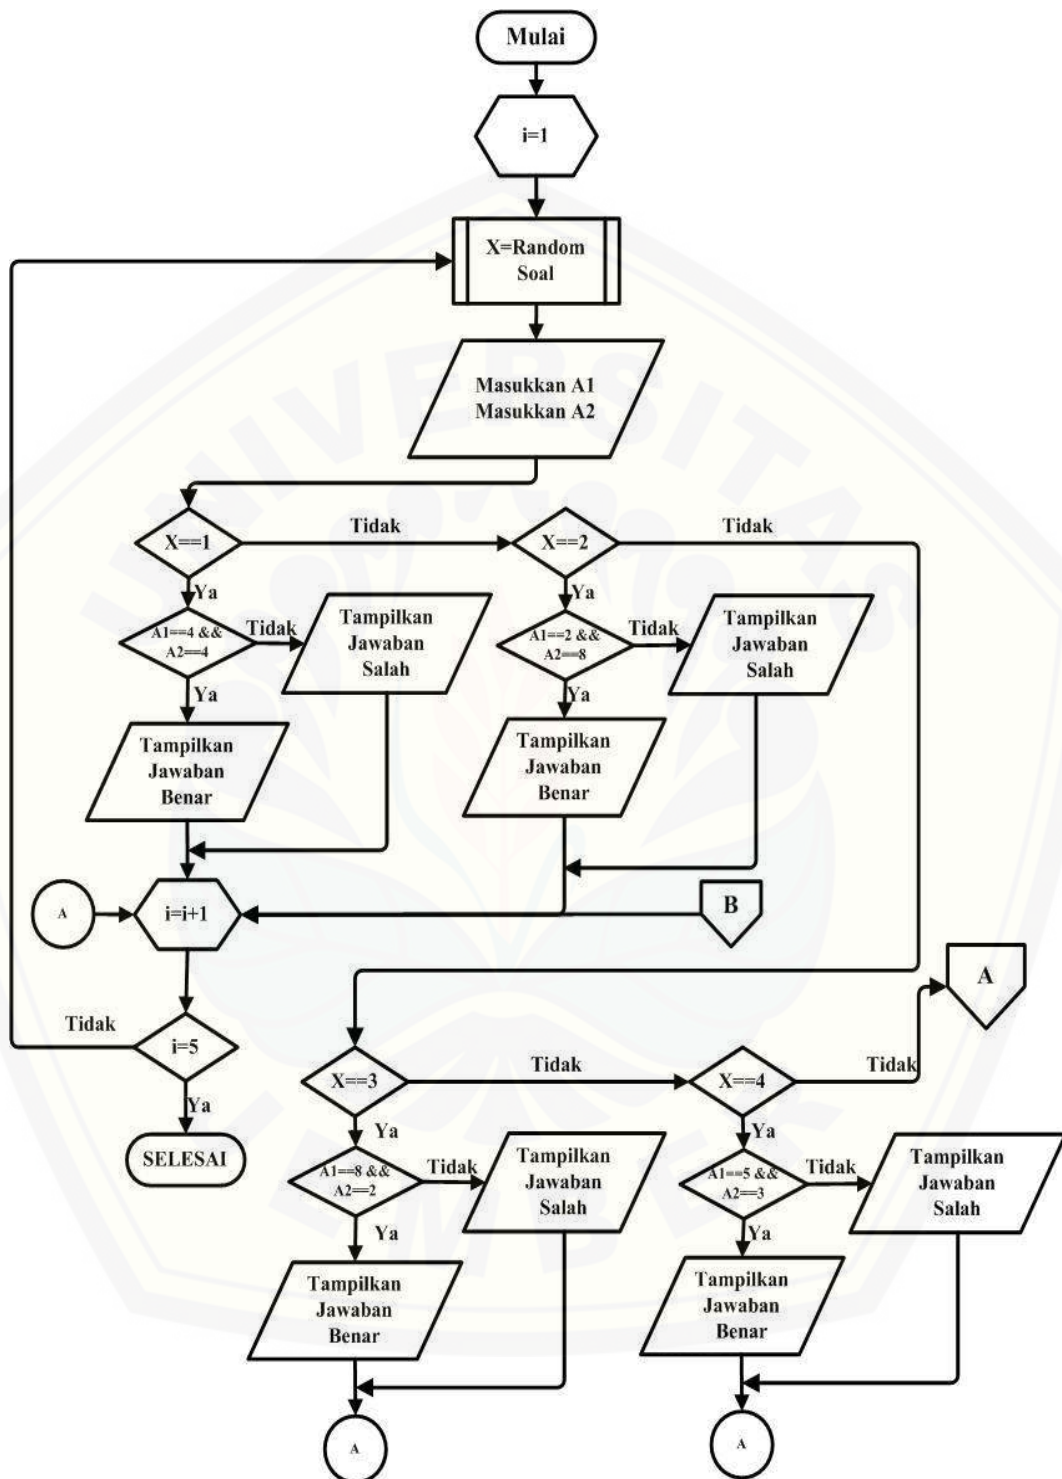 Mulai
i=1
X=Random
Soal
Masukkan A1
Masukkan A2
X==1
Tidak
X==2
Tidak
Ya
Ya
A1==4 &&
A2==4
Tidak
Tampilkan
Jawaban
Salah
A1==2 &&
A2==8
Tidak
Tampilkan
Jawaban
Salah
Ya
Ya
Tampilkan
Jawaban
Benar
Tampilkan
Jawaban
Benar
A
i=i+1
B
A
Tidak
i=5
Ya
SELESAI
X==3
Tidak
X==4
Tidak
Ya
Ya
A1==8 &&
A2==2
Tidak
Tampilkan
Jawaban
Salah
A1==5 &&
A2==3
Tidak
Tampilkan
Jawaban
Salah
Ya
Ya
Tampilkan
Jawaban
Benar
Tampilkan
Jawaban
Benar
A
A
UNIVERSITAS
JEMBER